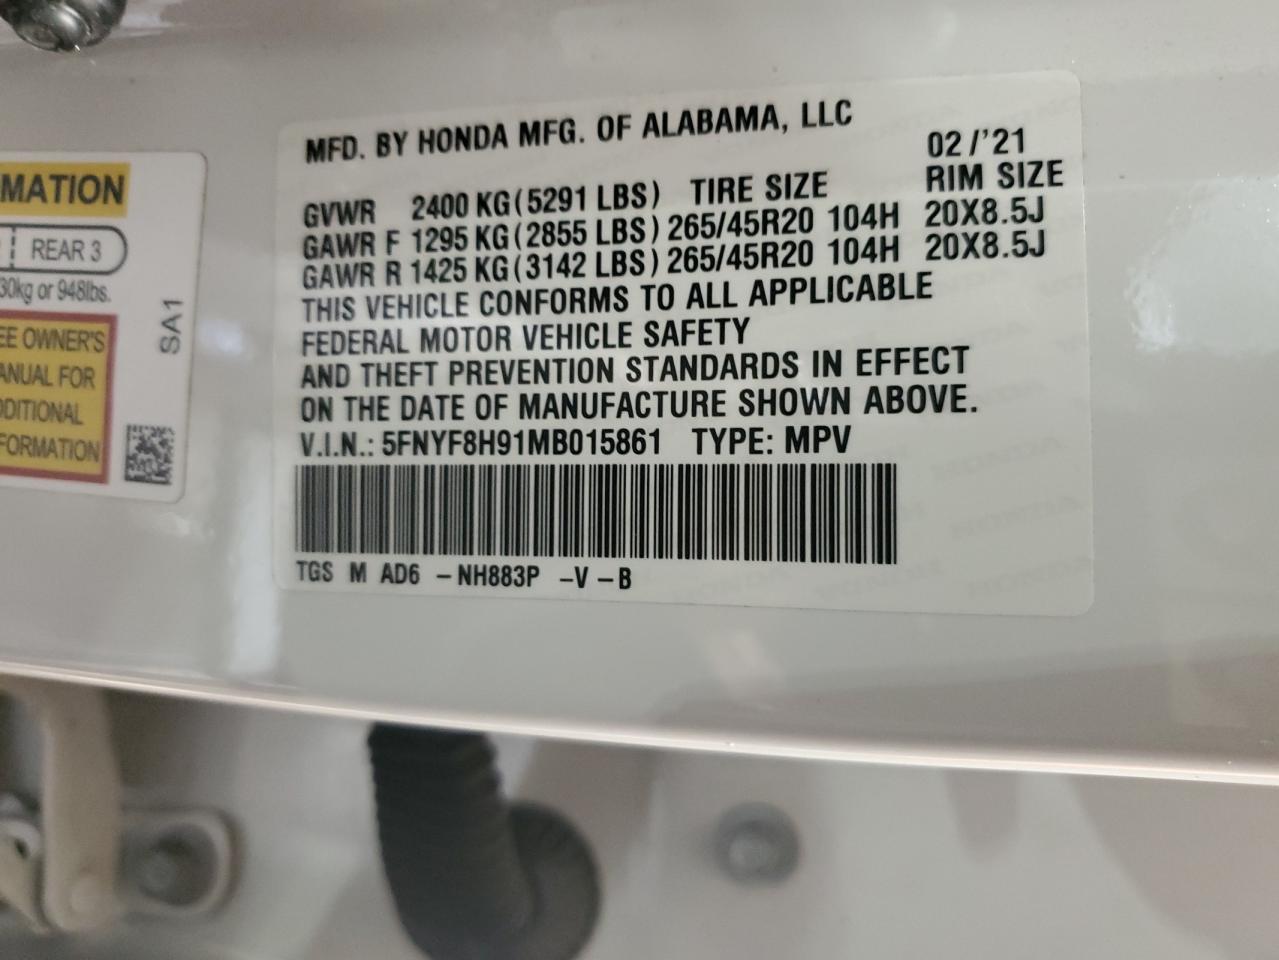 MFD. BY HONDA MFG. OF ALABAMA, LLC
02/'21
GVWR 2400 KG(5291 LBS) TIRE SIZE RIM SIZE
GAWR F 1295 KG(2855 LBS) 265/45R20 104H 20X8.5J
GAWR R 1425 KG(3142 LBS) 265/45R20 104H 20X8.5J
THIS VEHICLE CONFORMS TO ALL APPLICABLE
FEDERAL MOTOR VEHICLE SAFETY
AND THEFT PREVENTION STANDARDS IN EFFECT
ON THE DATE OF MANUFACTURE SHOWN ABOVE.
V.I.N.: 5FNYF8H91MB015861 TYPE: MPV
TGS M AD6 -NH883P -V -B
MATION
REAR 3
30kg or 948lbs.
EE OWNER'S
ANUAL FOR
DDITIONAL
FORMATION
SA1